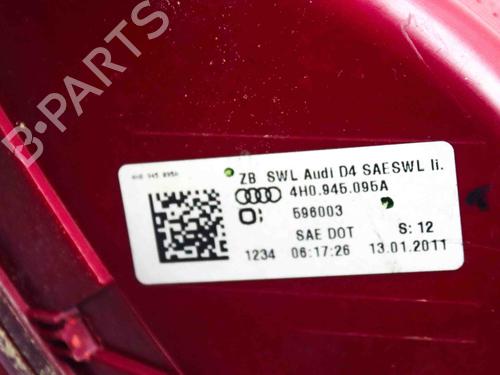 B-PARTS
ZB SWL Audi D4 SAESWL li.
4H0.945.095A
596003
SAE DOT S: 12
1234 06:17:26 13.01.2011